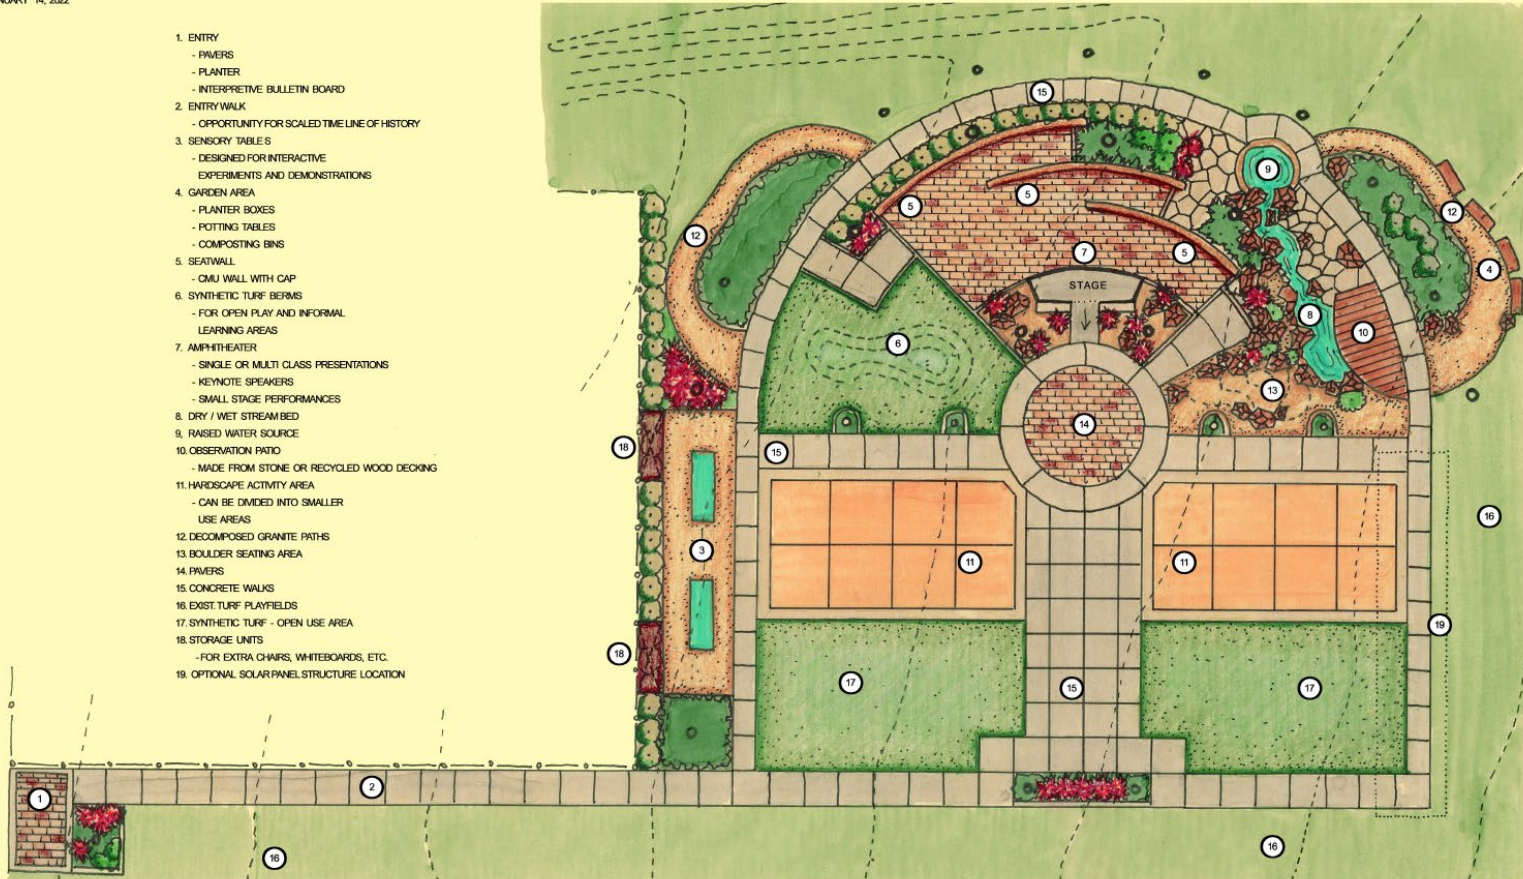 14, 2022
1. ENTRY
- PAVERS
- PLANTER
- INTERPRETIVE BULLETIN BOARD
2. ENTRY WALK
- OPPORTUNITY FOR SCALED TIME LINE OF HISTORY
3. SENSORY TABLES
- DESIGNED FOR INTERACTIVE
EXPERIMENTS AND DEMONSTRATIONS
4. GARDEN AREA
- PLANTER BOXES
- POTTING TABLES
- COMPOSTING BINS
5. SEATWALL
- CMU WALL WITH CAP
6. SYNTHETIC TURF BERMS
- FOR OPEN PLAY AND INFORMAL
LEARNING AREAS
7. AMPHITHEATER
- SINGLE OR MULTI CLASS PRESENTATIONS
- KEYNOTE SPEAKERS
- SMALL STAGE PERFORMANCES
8. DRY / WET STREAM BED
9, RAISED WATER SOURCE
10. OBSERVATION PATIO
- MADE FROM STONE OR RECYCLED WOOD DECKING
11. HARDSCAPE ACTIVITY AREA
- CAN BE DIVIDED INTO SMALLER
USE AREAS
12. DECOMPOSED GRANITE PATHS
13. BOULDER SEATING AREA
14. PAVERS
15. CONCRETE WALKS
16. EXIST. TURF PLAYFIELDS
17. SYNTHETIC TURF - OPEN USE AREA
18. STORAGE UNITS
- FOR EXTRA CHAIRS, WHITEBOARDS, ETC.
19. OPTIONAL SOLAR PANEL STRUCTURE LOCATION
15
9
5
5
12
12
7
5
4
STAGE
8
10
6
13
14
18
15
16
3
11
11
19
18
17
15
17
2
1
16
16